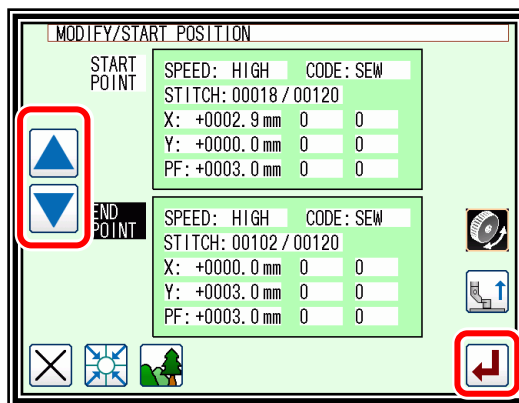 MODIFY/START POSITION
START
POINT
SPEED: HIGH CODE: SEW
STITCH: 00018 / 00120
X: +0002.9 mm 0 0
Y: +0000.0 mm 0 0
PF: +0003.0 mm 0 0
END
POINT
SPEED: HIGH CODE: SEW
STITCH: 00102 / 00120
X: +0000.0 mm 0 0
Y: +0003.0 mm 0 0
PF: +0003.0 mm 0 0